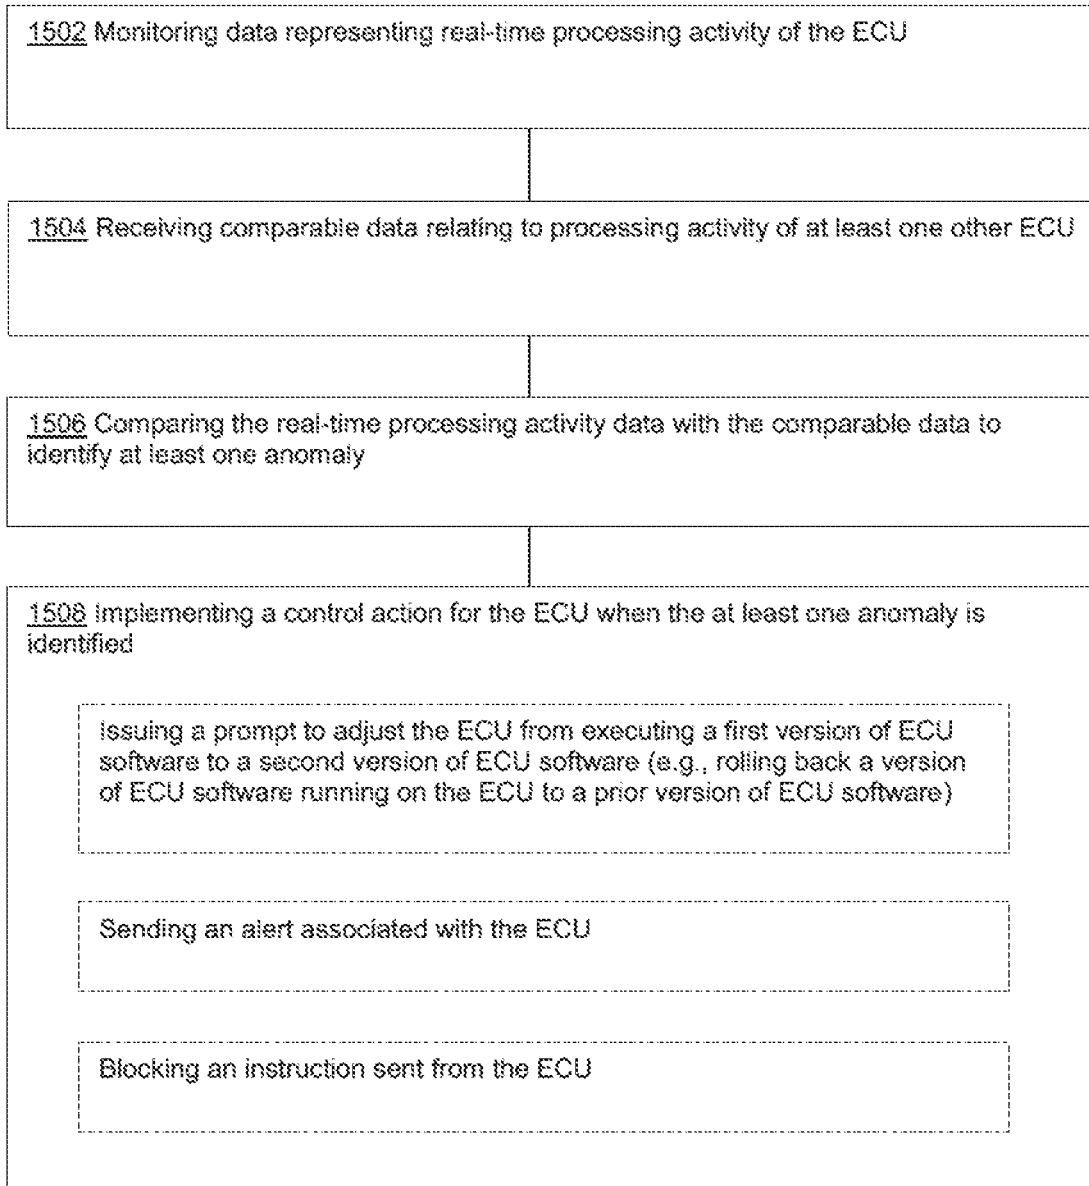 1502 Monitoring data representing real-time processing activity of the ECU
1504 Receiving comparable data relating to processing activity of at least one other ECU
1506 Comparing the real-time processing activity data with the comparable data to
identify at least one anomaly
1508 Implementing a control action for the ECU when the at least one anomaly is
identified
Issuing a prompt to adjust the ECU from executing a first version of ECU
software to a second version of ECU software (e.g., rolling back a version
of ECU software running on the ECU to a prior version of ECU software)
Sending an alert associated with the ECU
Blocking an instruction sent from the ECU